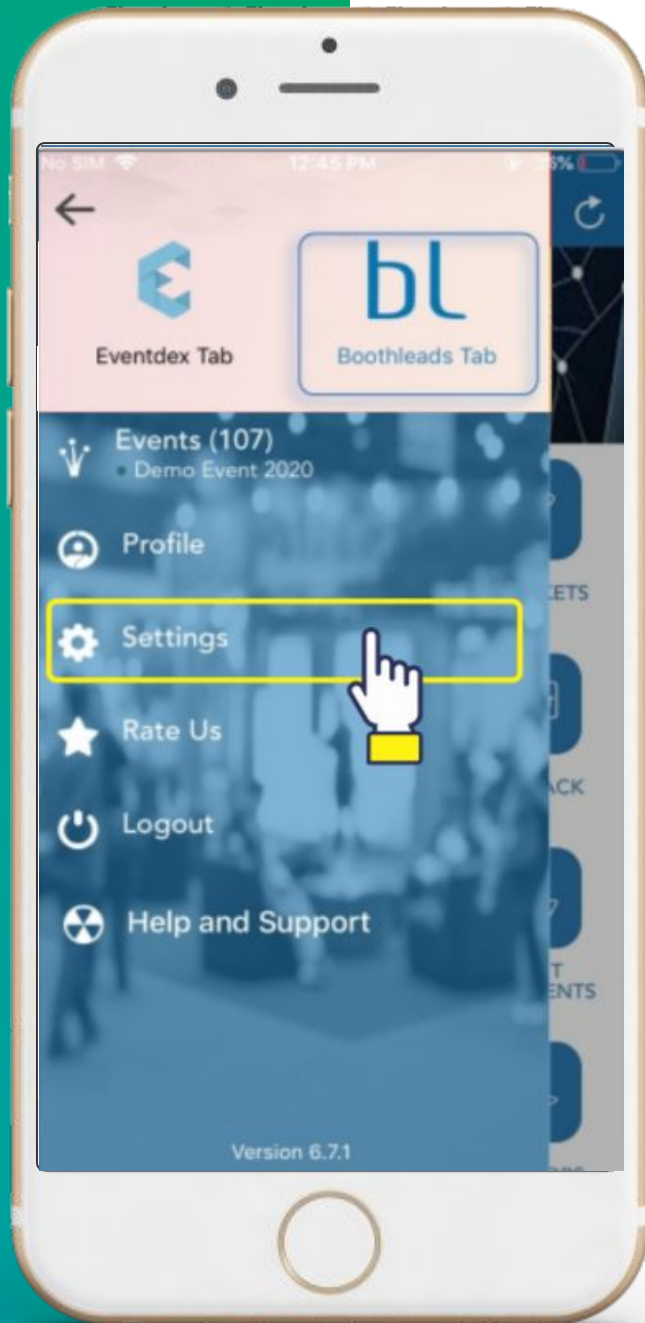 No SIM 12:45 PM 36%
bl
Eventdex Tab
Boothleads Tab
Events (107)
Demo Event 2020
Profile
Settings
Rate Us
Logout
Help and Support
ETS
ACK
T
ENTS
Version 6.7.1